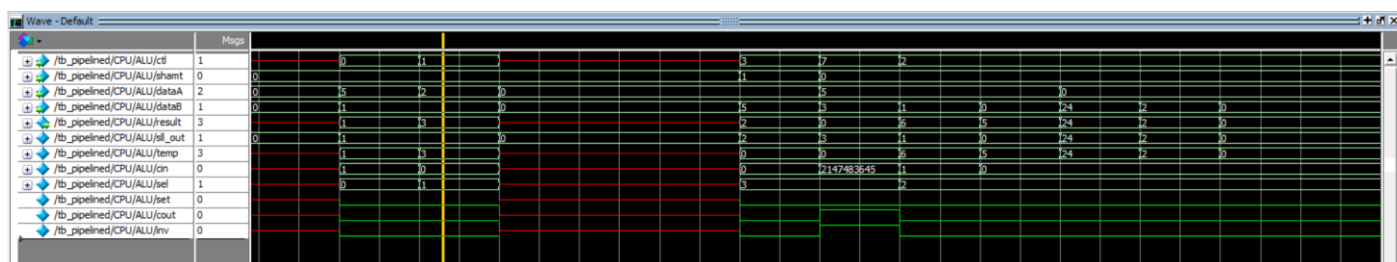 Wave - Default
Msgs
/tb_pipelined/CPU/ALU/ctl 1 0 1 3 7 2
/tb_pipelined/CPU/ALU/shamt 0 0 1 0
/tb_pipelined/CPU/ALU/dataA 2 0 5 2 0 5 0
/tb_pipelined/CPU/ALU/dataB 1 0 1 0 5 3 1 0 24 2 0
/tb_pipelined/CPU/ALU/result 3 1 3 2 0 6 5 24 2 0
/tb_pipelined/CPU/ALU/sll_out 1 0 1 0 2 3 1 0 24 2 0
/tb_pipelined/CPU/ALU/temp 3 1 3 0 0 6 5 24 2 0
/tb_pipelined/CPU/ALU/cin 0 1 0 0 2147483645 1 0
/tb_pipelined/CPU/ALU/sel 1 0 1 3 2
/tb_pipelined/CPU/ALU/set 0
/tb_pipelined/CPU/ALU/cout 0
/tb_pipelined/CPU/ALU/inv 0